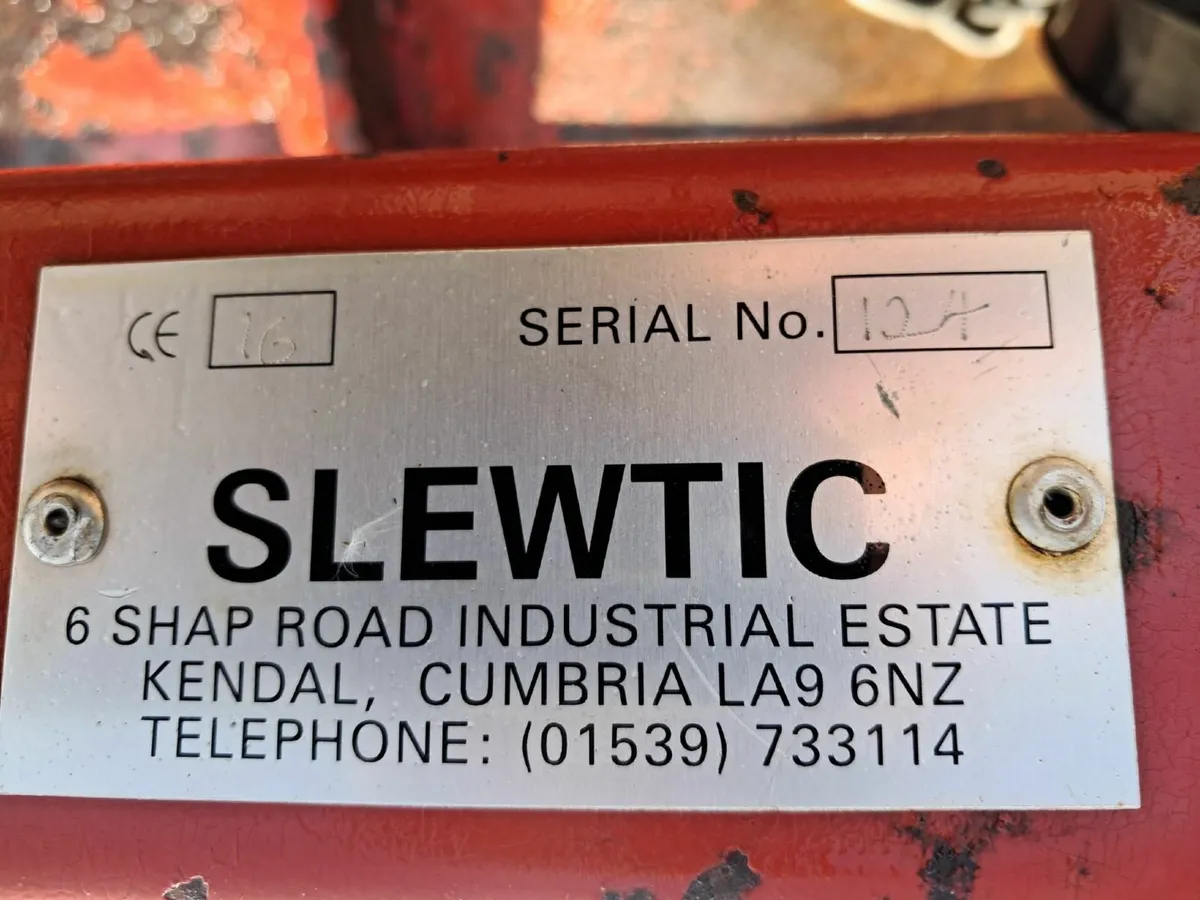 CE 16 SERIAL No. 124
SLEWTIC
6 SHAP ROAD INDUSTRIAL ESTATE
KENDAL, CUMBRIA LA9 6NZ
TELEPHONE: (01539) 733114